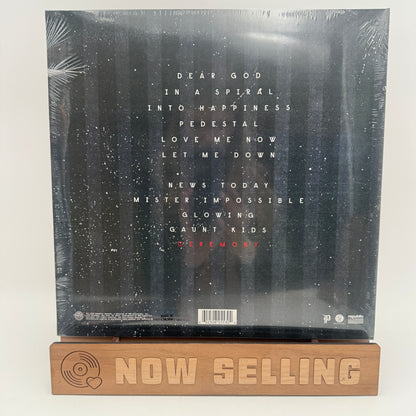 DEAR GOD
IN A SPIRAL
INTO HAPPINESS
PEDESTAL
LOVE ME NOW
LET ME DOWN
NEWS TODAY
MISTER IMPOSSIBLE
GLOWING
GAUNT KIDS
CEREMONY
NOW SELLING